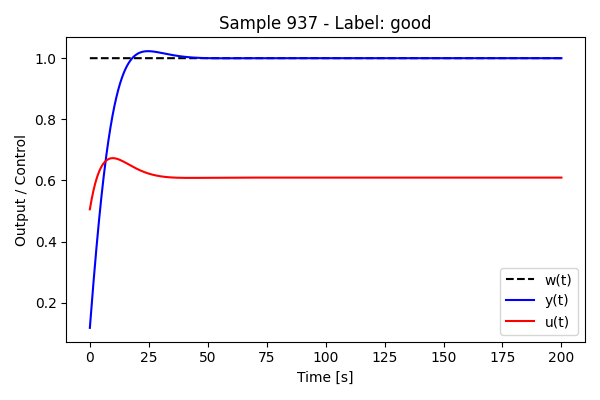 Sample 937 - Label: good
Output / Control
1.0
0.8
0.6
0.4
0.2
w(t)
y(t)
u(t)
0 25 50 75 100 125 150 175 200
Time [s]